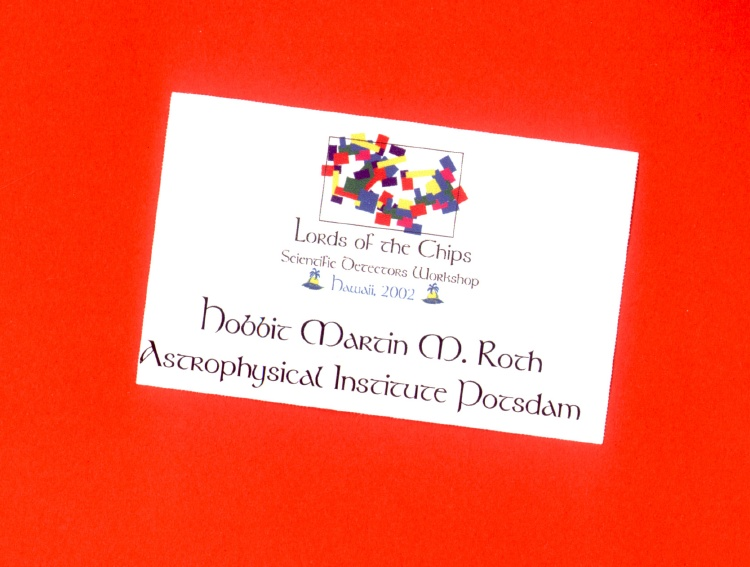 Lords of the Chips
Scientific Detectors Workshop
Hawaii, 2002
Hobbit Martin M. Roth
Astrophysical Institute Potsdam